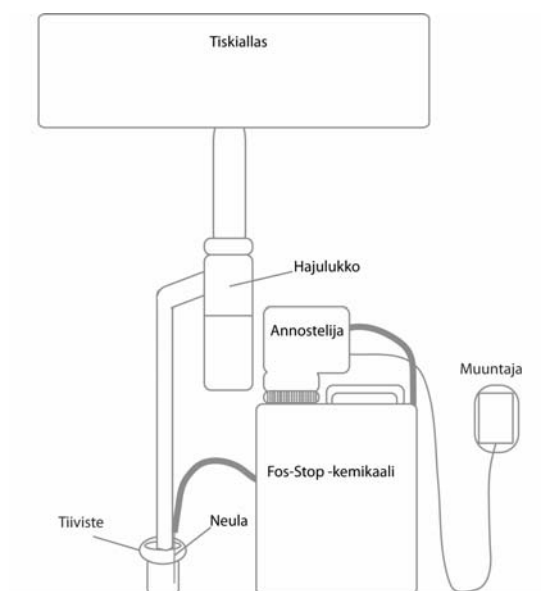 Tiskiallas
Hajulukko
Annostelija
Muuntaja
Fos-Stop -kemikaali
Tiiviste
Neula